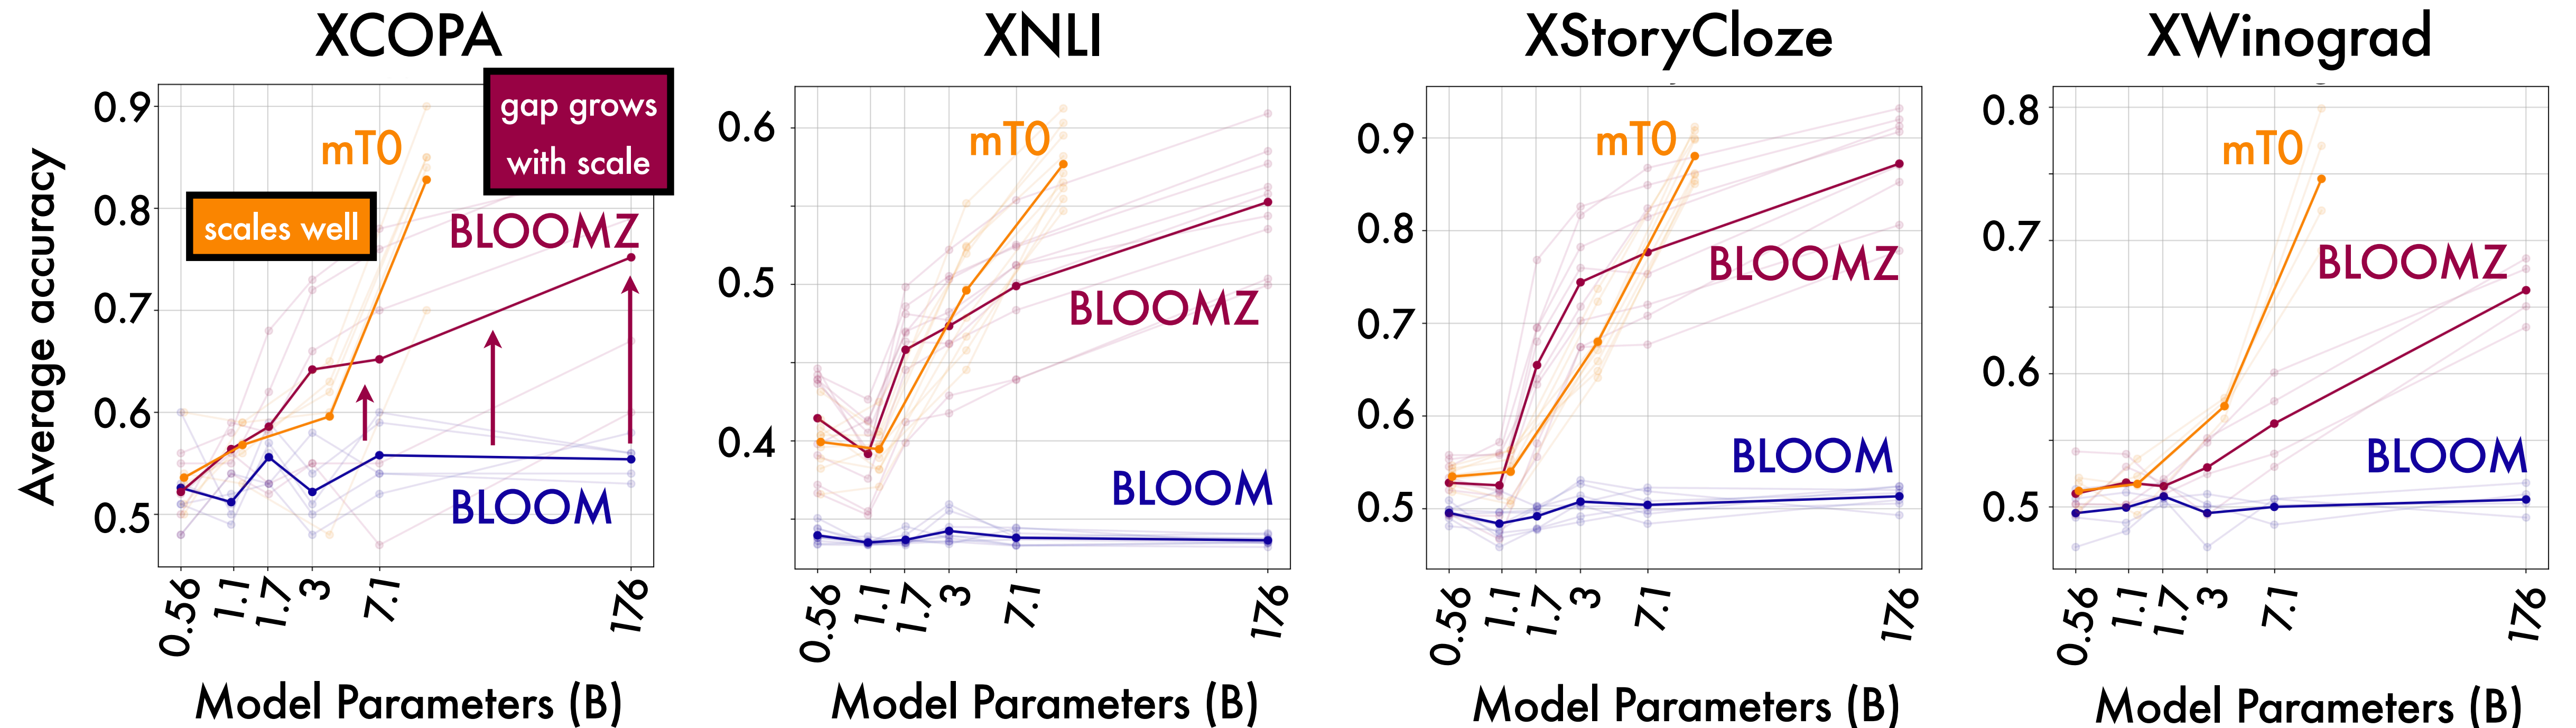 XCOPA
Average accuracy
0.9
0.8
0.7
0.6
0.5
mT0
scales well
gap grows
with scale
BLOOMZ
BLOOM
0.56
1.1
1.7
3
7.1
176
Model Parameters (B)
XNLI
0.6
0.5
0.4
mT0
BLOOMZ
BLOOM
0.56
1.1
1.7
3
7.1
176
Model Parameters (B)
XStoryCloze
0.9
0.8
0.7
0.6
0.5
mT0
BLOOMZ
BLOOM
0.56
1.1
1.7
3
7.1
176
Model Parameters (B)
XWinograd
0.8
0.7
0.6
0.5
mT0
BLOOMZ
BLOOM
0.56
1.1
1.7
3
7.1
176
Model Parameters (B)